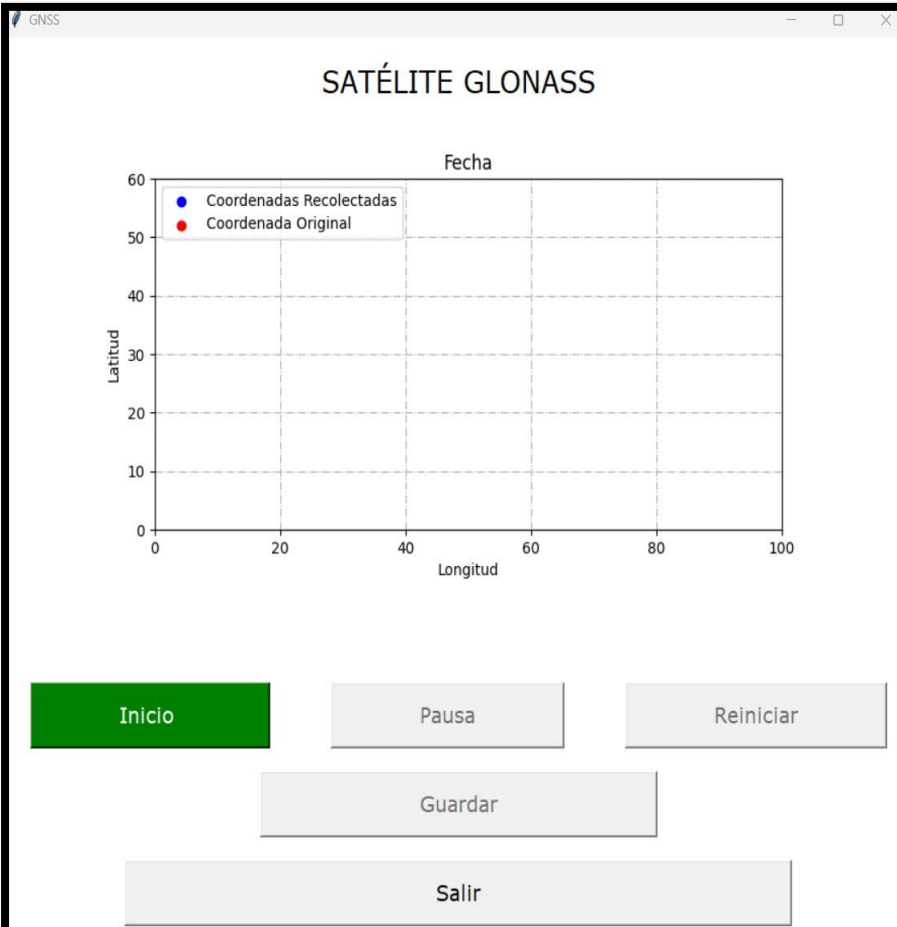 GNSS
SATÉLITE GLONASS
Fecha
Coordenadas Recolectadas
Coordenada Original
60
50
40
30
20
10
0
Latitud
0 20 40 60 80 100
Longitud
Inicio Pausa Reiniciar
Guardar
Salir